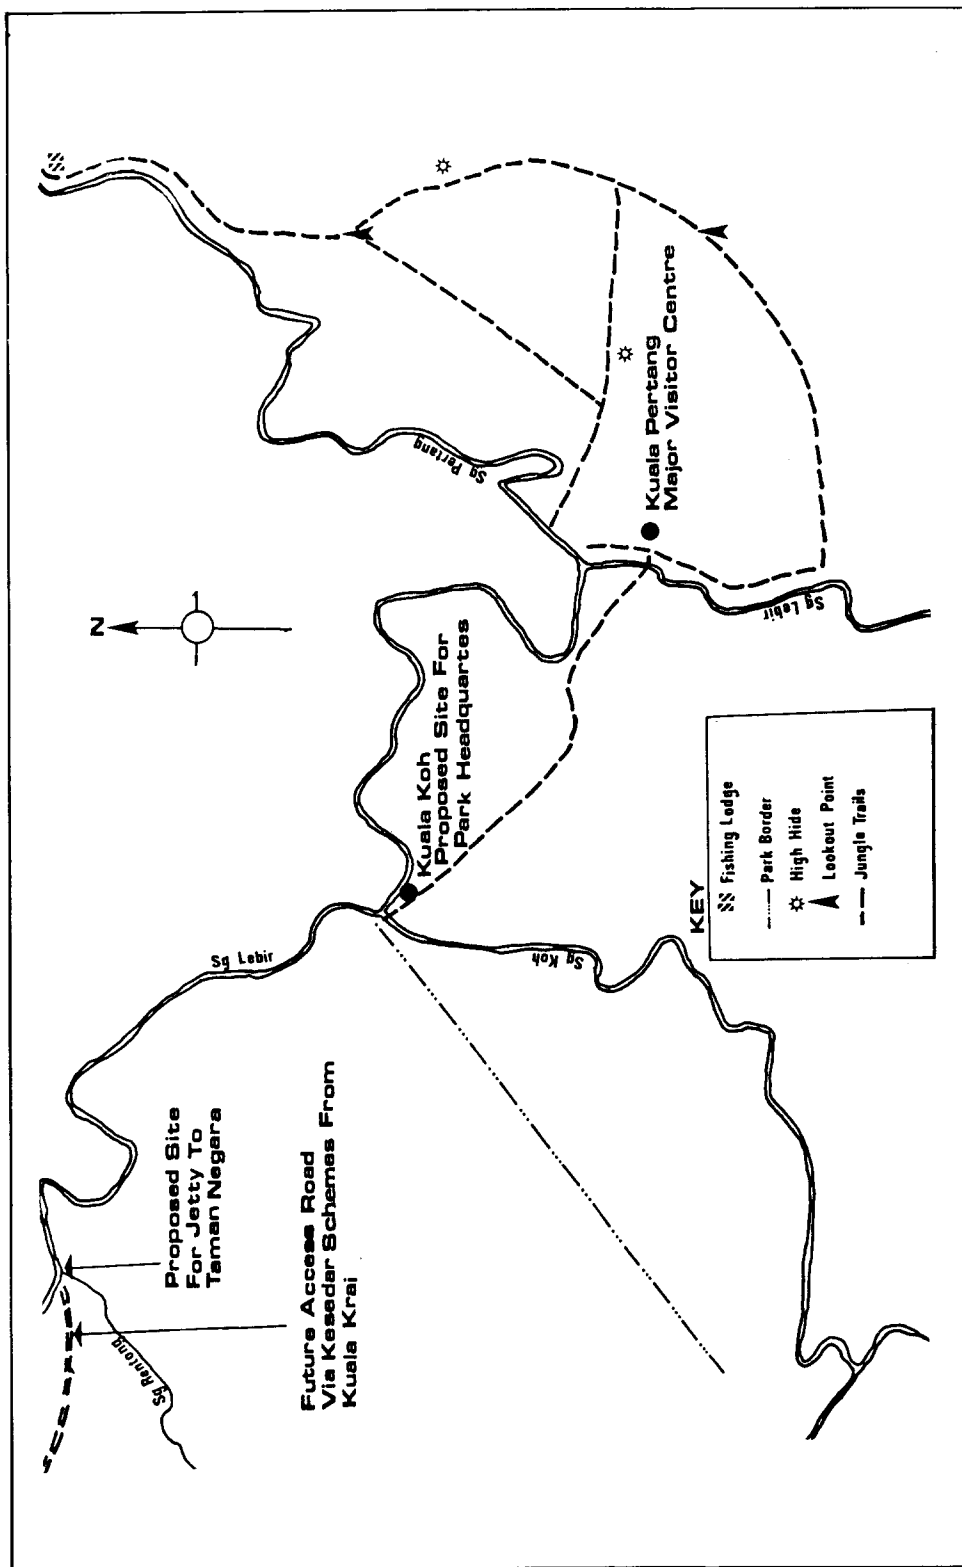 N
Proposed Site
For Jetty To
Taman Negara
Future Access Road
Via Kesedar Schemes From
Kuala Krai
Sg Rentong
Sg Lebir
Kuala Koh
Proposed Site For
Park Headquartes
Sg Koh
Sg Pertang
Kuala Pertang
Major Visitor Centre
Sg Lebir
KEY
Fishing Lodge
Park Border
High Hide
Lookout Point
Jungle Trails